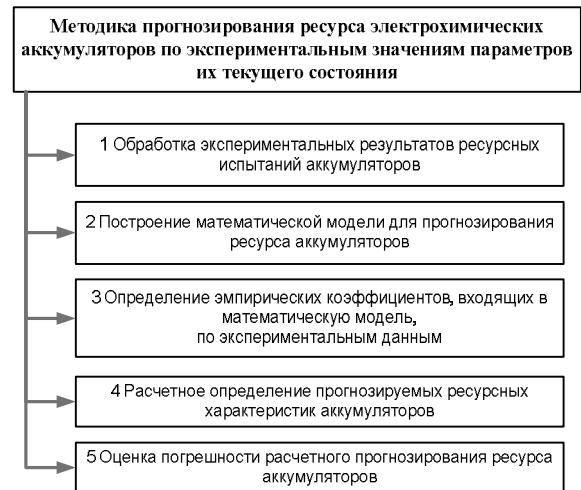 Методика прогнозирования ресурса электрохимических
аккумуляторов по экспериментальным значениям параметров
их текущего состояния
1 Обработка экспериментальных результатов ресурсных
испытаний аккумуляторов
2 Построение математической модели для прогнозирования
ресурса аккумуляторов
3 Определение эмпирических коэффициентов, входящих в
математическую модель,
по экспериментальным данным
4 Расчетное определение прогнозируемых ресурсных
характеристик аккумуляторов
5 Оценка погрешности расчетного прогнозирования ресурса
аккумуляторов